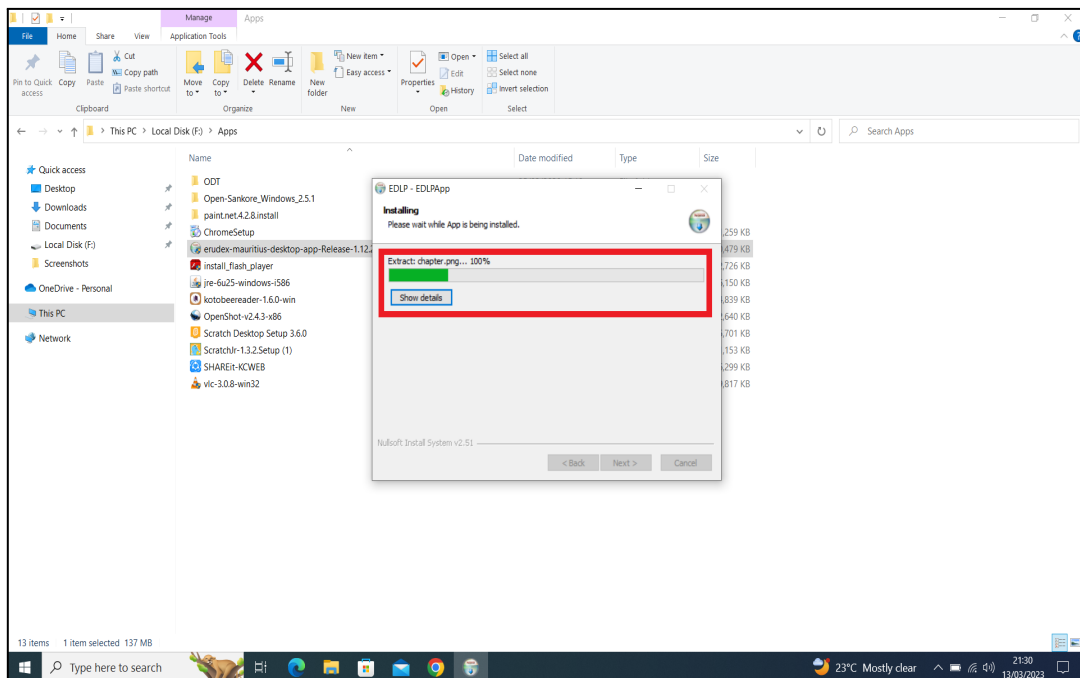 Manage Apps
File Home Share View Application Tools
Pin to Quick access
Copy
Paste
Cut
Copy path
Paste shortcut
Clipboard
Move to
Copy to
Delete
Rename
Organize
New folder
New item
Easy access
New
Properties
Open
Edit
History
Open
Select all
Select none
Invert selection
Select
This PC > Local Disk (F:) > Apps
Search Apps
Quick access
Desktop
Downloads
Documents
Local Disk (F:)
Screenshots
OneDrive - Personal
This PC
Network
Name Date modified Type Size
ODT
Open-Sankore_Windows_2.5.1
paint.net.4.2.8.install
ChromeSetup ,259 KB
erudex-mauritius-desktop-app-Release-1.12.2 ,479 KB
install_flash_player ,726 KB
jre-6u25-windows-i586 ,150 KB
kotobeereader-1.6.0-win ,839 KB
OpenShot-v2.4.3-x86 ,640 KB
Scratch Desktop Setup 3.6.0 ,701 KB
ScratchJr-1.3.2.Setup (1) ,153 KB
SHAREit-KCWEB ,299 KB
vlc-3.0.8-win32 ,817 KB
EDLP - EDLPApp
Installing
Please wait while App is being installed.
Extract: chapter.png... 100%
Show details
Nullsoft Install System v2.51
< Back Next > Cancel
13 items 1 item selected 137 MB
Type here to search
23°C Mostly clear
21:30
13/03/2023